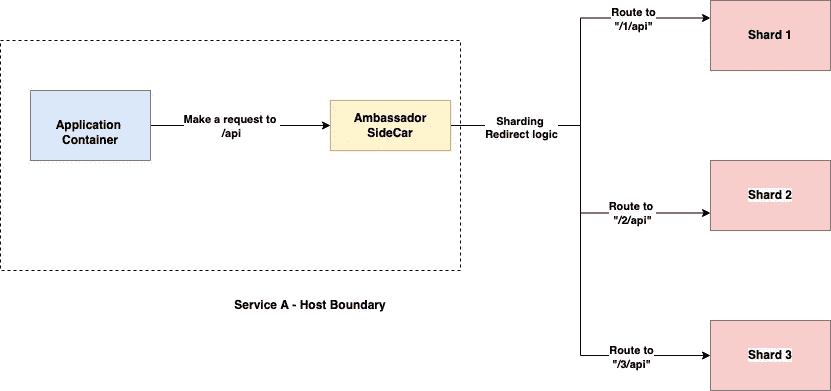 Application
Container
Make a request to
/api
Ambassador
SideCar
Sharding
Redirect logic
Route to
"/1/api"
Shard 1
Route to
"/2/api"
Shard 2
Route to
"/3/api"
Shard 3
Service A - Host Boundary